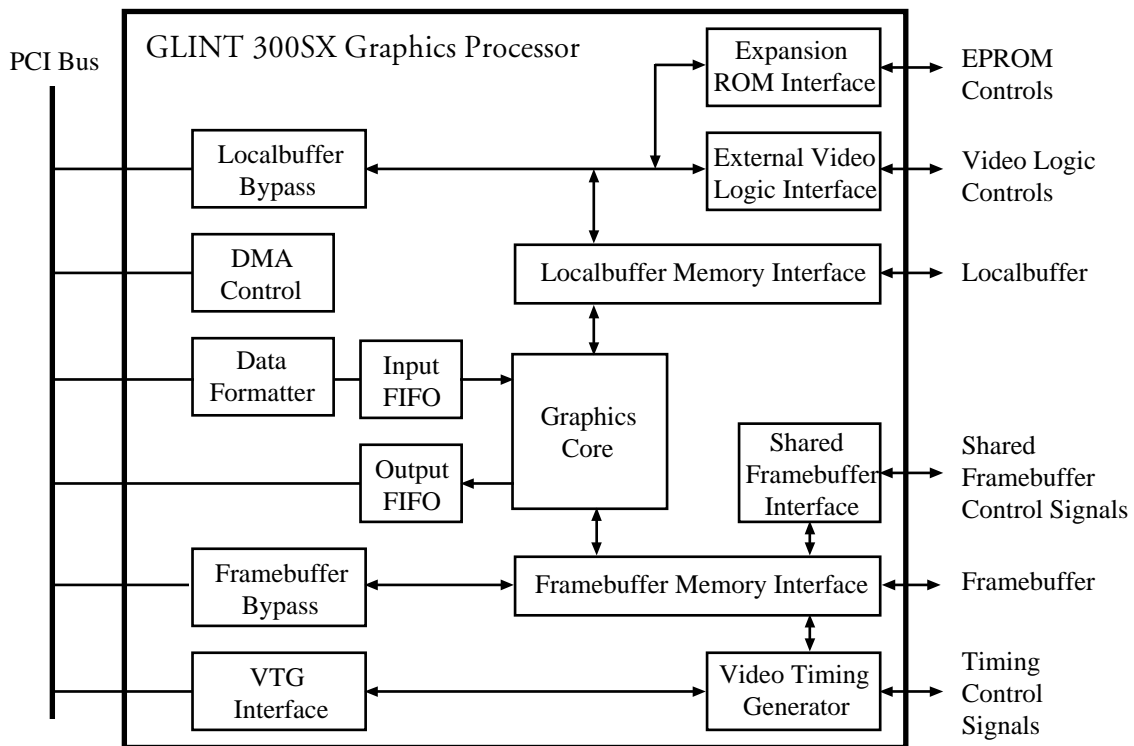 GLINT 300SX Graphics Processor
PCI Bus
Expansion
ROM Interface
EPROM
Controls
Localbuffer
Bypass
External Video
Logic Interface
Video Logic
Controls
DMA
Control
Localbuffer Memory Interface
Localbuffer
Data
Formatter
Input
FIFO
Graphics
Core
Output
FIFO
Shared
Framebuffer
Interface
Shared
Framebuffer
Control Signals
Framebuffer
Bypass
Framebuffer Memory Interface
Framebuffer
VTG
Interface
Video Timing
Generator
Timing
Control
Signals